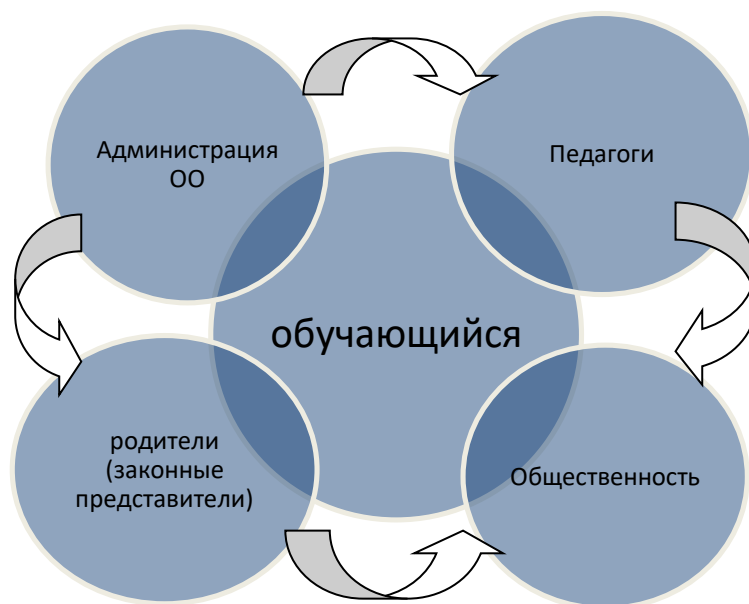 Администрация
ОО
Педагоги
обучающийся
родители
(законные
представители)
Общественность